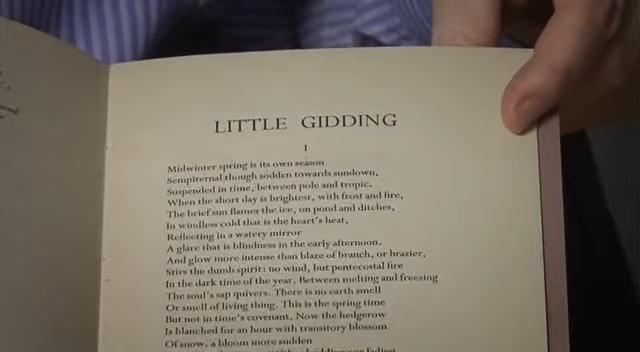 LITTLE GIDDING
I
Midwinter spring is its own season
Sempiternal though sodden towards sundown,
Suspended in time, between pole and tropic.
When the short day is brightest, with frost and fire,
The brief sun flames the ice, on pond and ditches,
In windless cold that is the heart's heat,
Reflecting in a watery mirror
A glare that is blindness in the early afternoon.
And glow more intense than blaze of branch, or brazier,
Stirs the dumb spirit: no wind, but pentecostal fire
In the dark time of the year. Between melting and freezing
The soul's sap quivers. There is no earth smell
Or smell of living thing. This is the spring time
But not in time's covenant. Now the hedgerow
Is blanched for an hour with transitory blossom
Of snow, a bloom more sudden